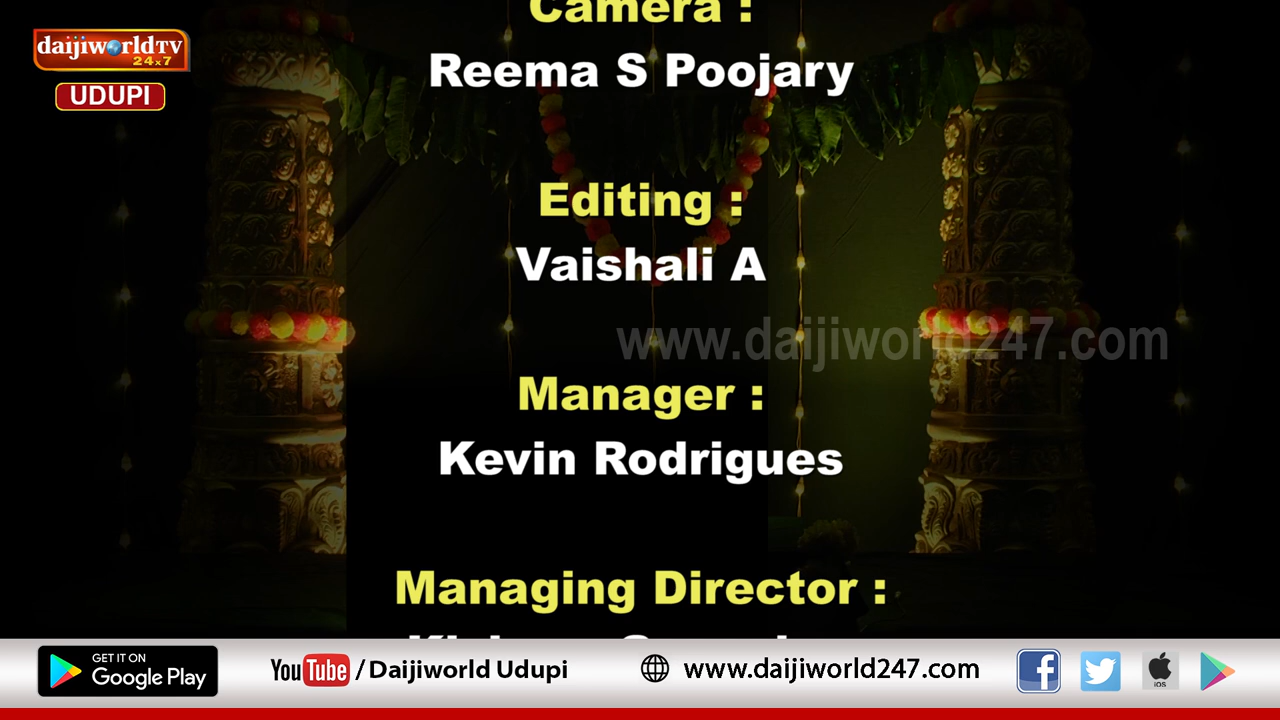 Camera :
daijiworldTV
24x7
UDUPI
Reema S Poojary
Editing :
Vaishali A
www.daijiworld247.com
Manager :
Kevin Rodrigues
Managing Director :
GET IT ON
Google Play
YouTube / Daijiworld Udupi
www.daijiworld247.com
iOS